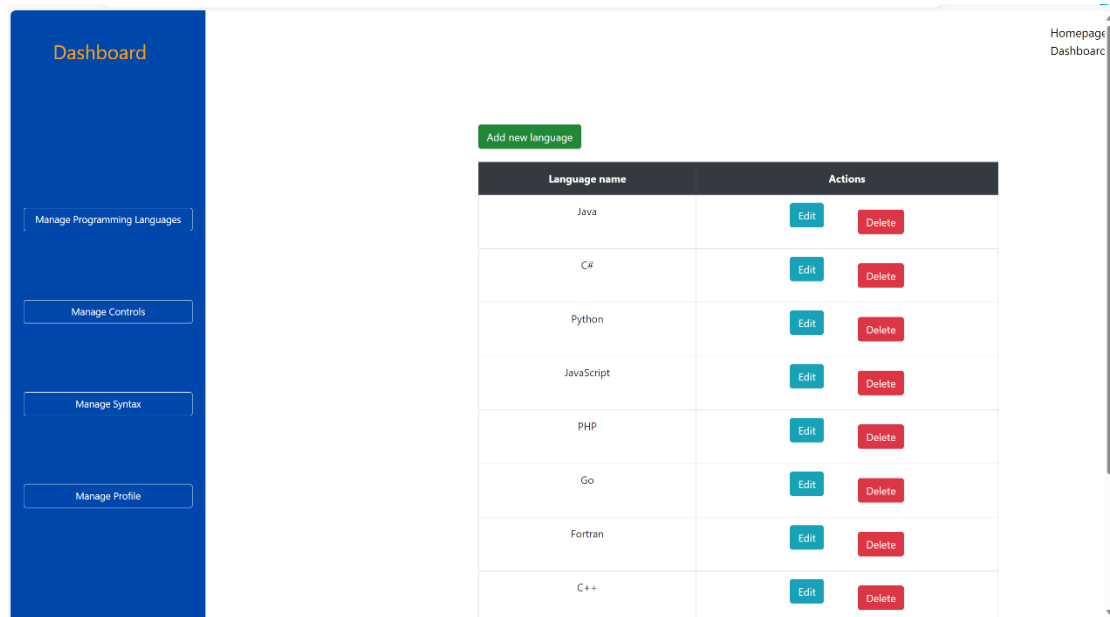 Dashboard
Manage Programming Languages
Manage Controls
Manage Syntax
Manage Profile
Homepage
Dashboard
Add new language
Language name Actions
Java Edit Delete
C# Edit Delete
Python Edit Delete
JavaScript Edit Delete
PHP Edit Delete
Go Edit Delete
Fortran Edit Delete
C++ Edit Delete